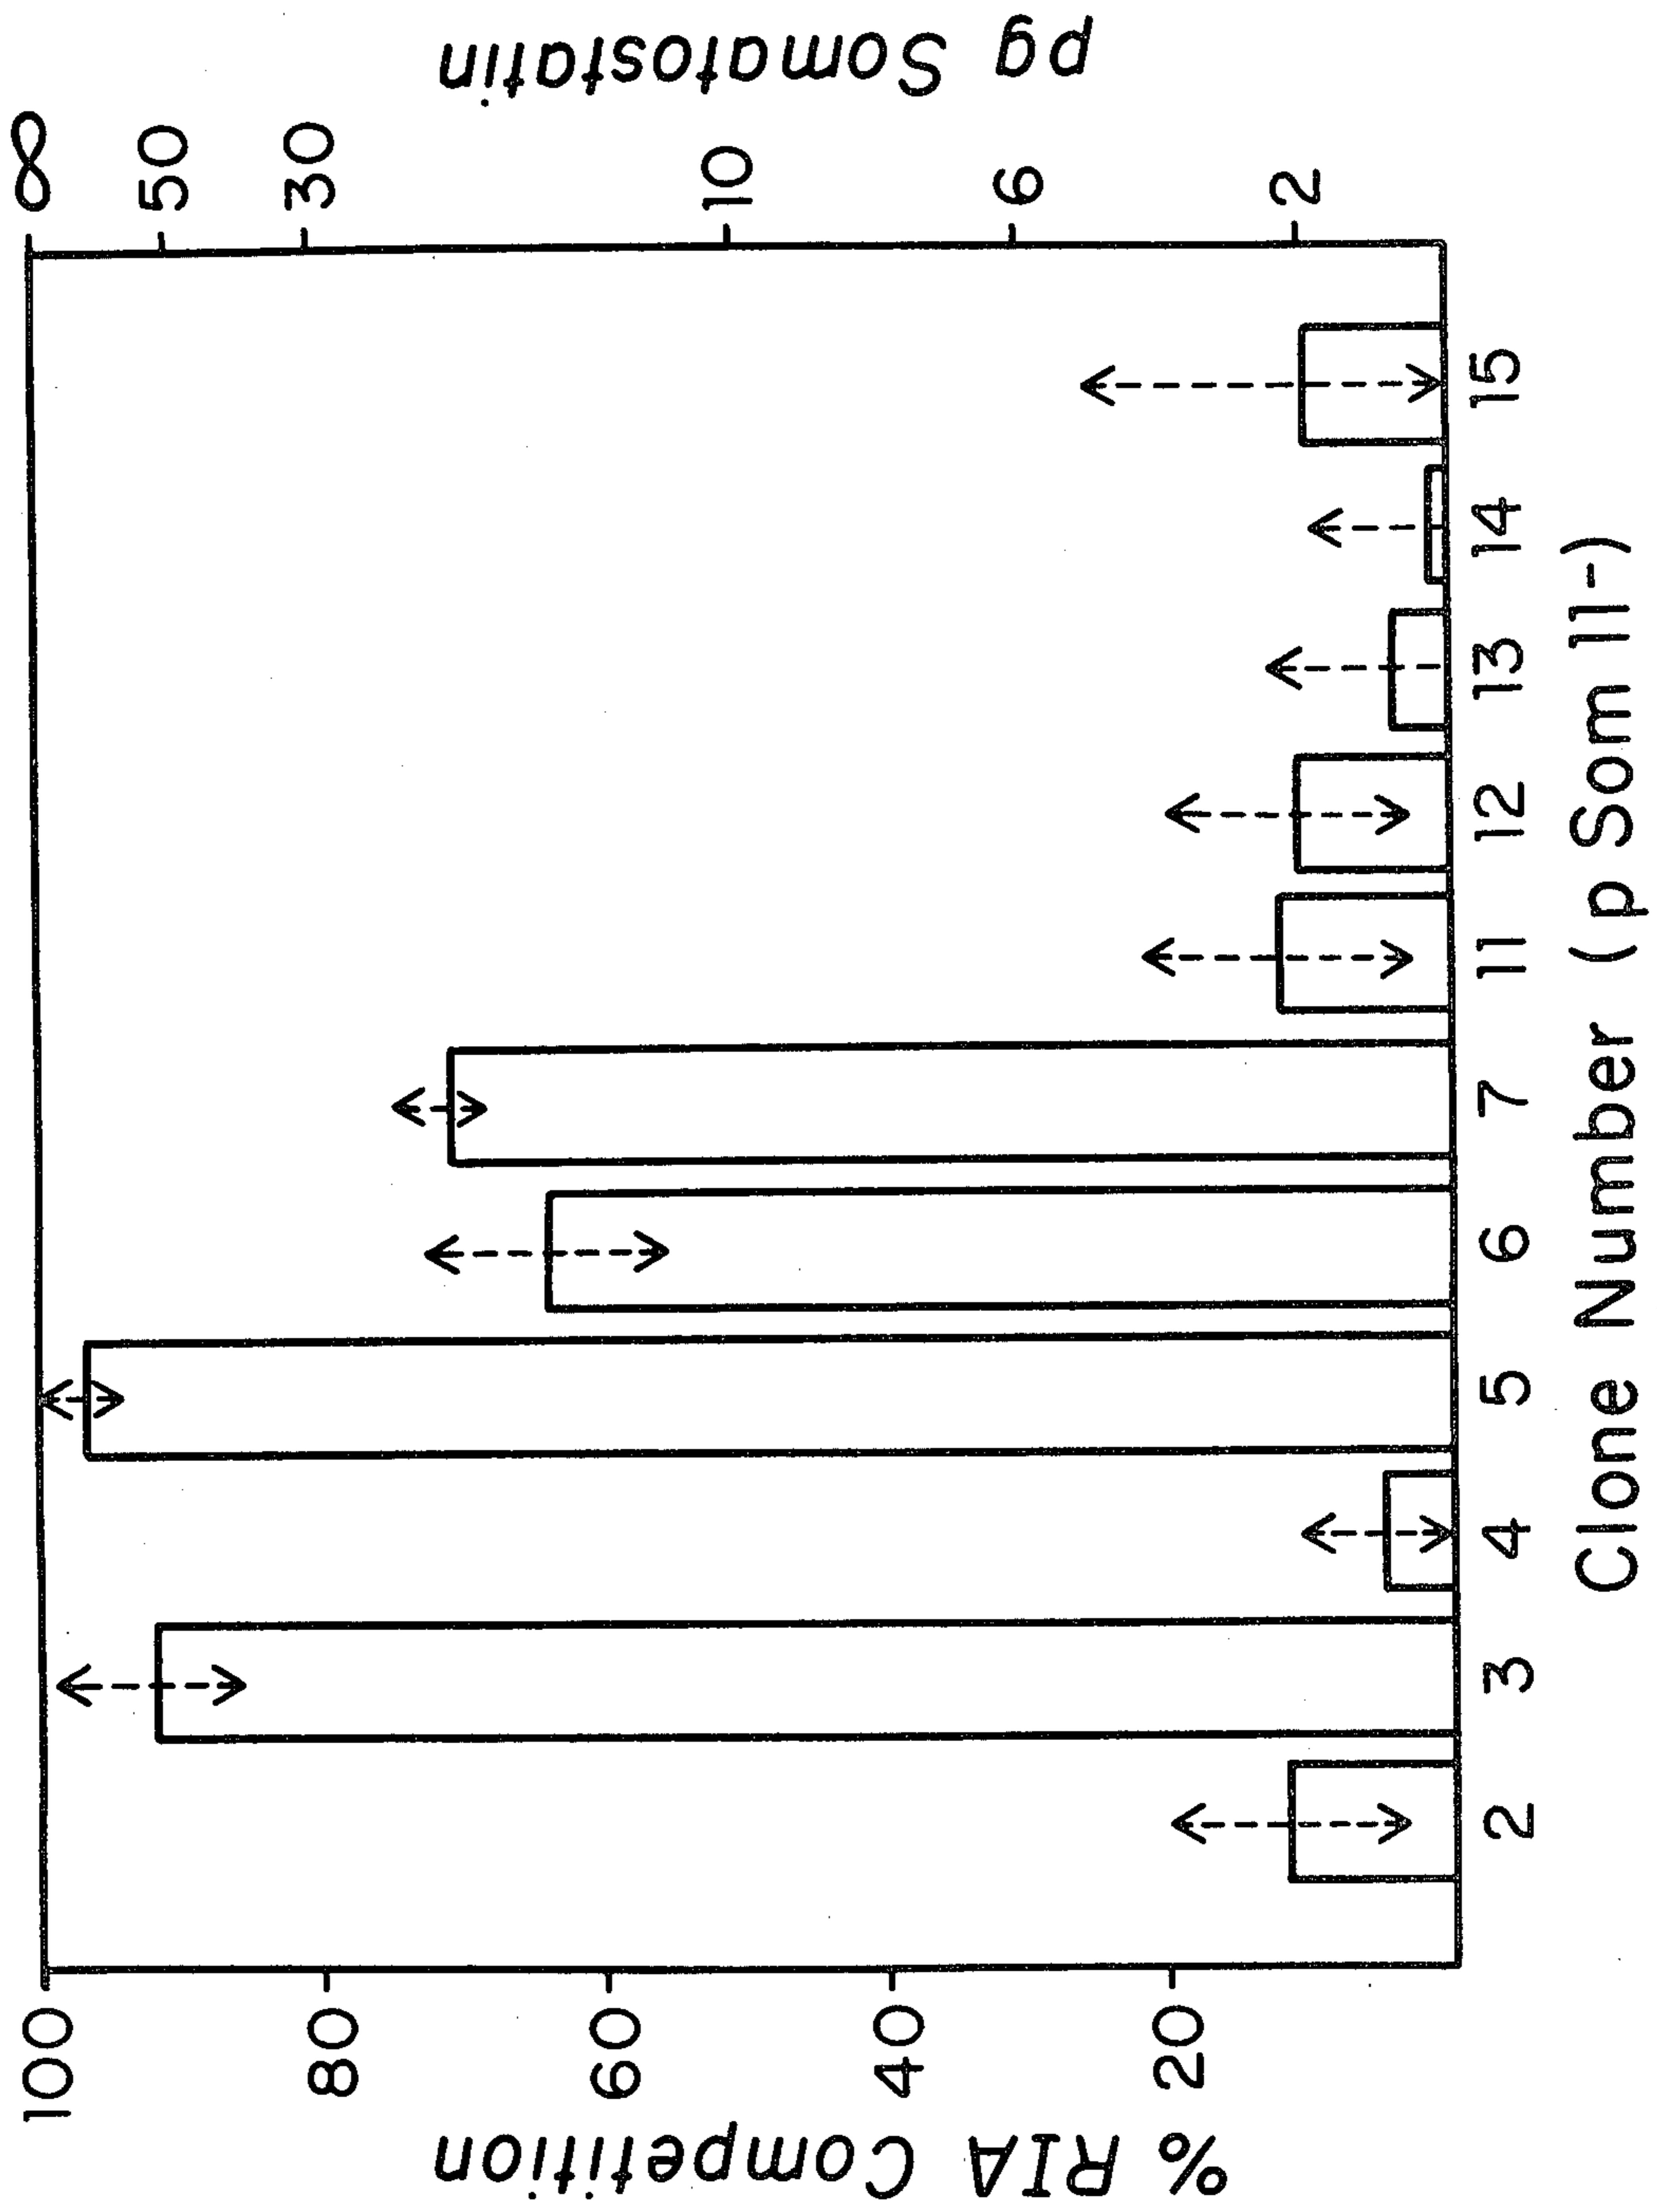 % RIA Competition
100
80
60
40
20
pg Somatostatin
∞
50
30
10
6
2
2 3 4 5 6 7 11 12 13 14 15
Clone Number (p Som 11-)